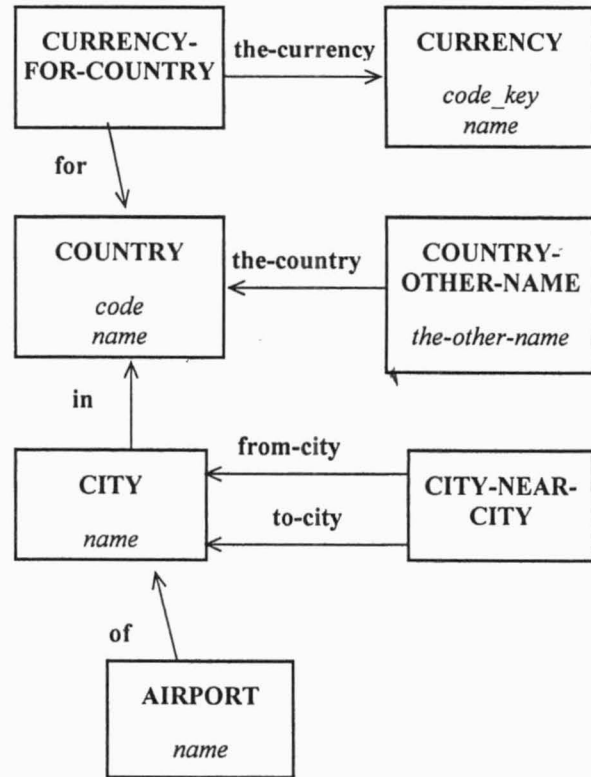 CURRENCY-
FOR-COUNTRY
the-currency
CURRENCY
code_key
name
for
COUNTRY
code
name
the-country
COUNTRY-
OTHER-NAME
the-other-name
in
CITY
name
from-city
to-city
CITY-NEAR-
CITY
of
AIRPORT
name